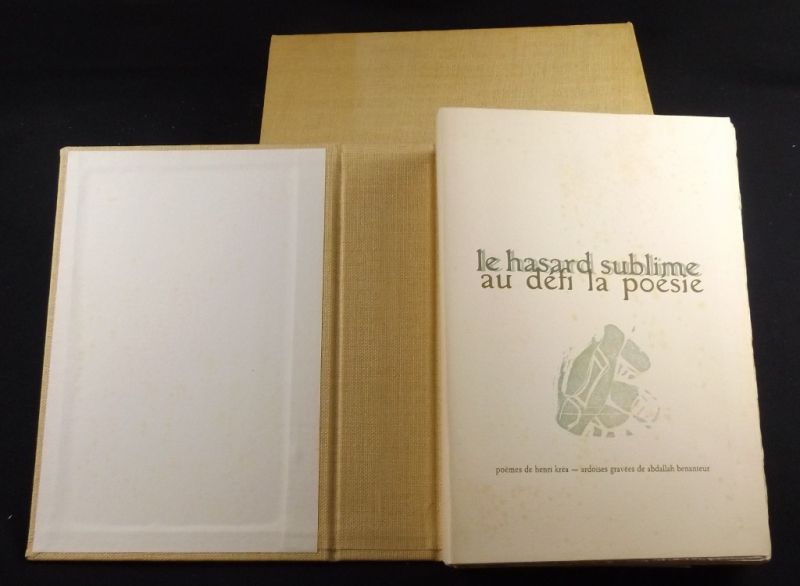 le hasard sublime
au défi la poésie
poèmes de henri kréa — ardoises gravées de abdallah benanteur